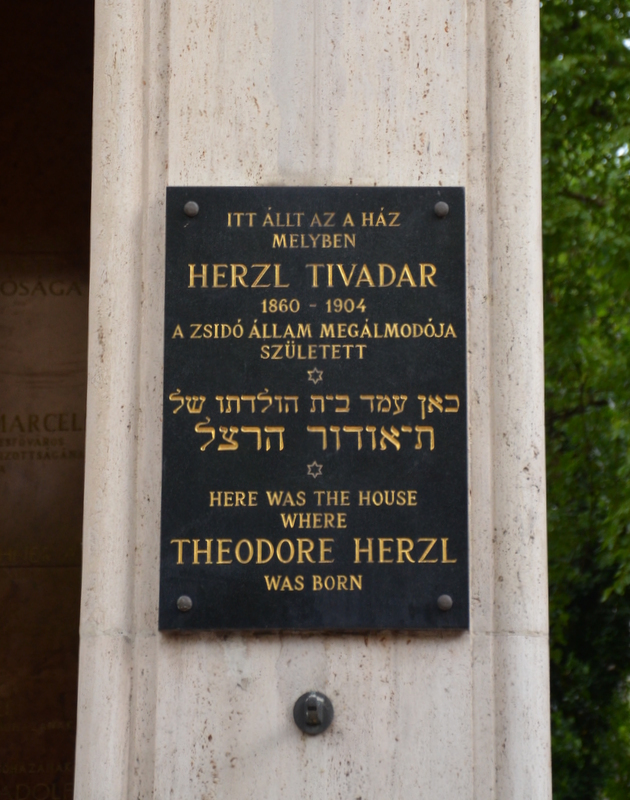 ITT ÁLLT AZ A HÁZ
MELYBEN
HERZL TIVADAR
1860 - 1904
A ZSIDÓ ÁLLAM MEGÁLMODÓJA
SZÜLETETT
כאן עמד בית הולדתו של
תיאודור הרצל
HERE WAS THE HOUSE
WHERE
THEODORE HERZL
WAS BORN
MARCEL